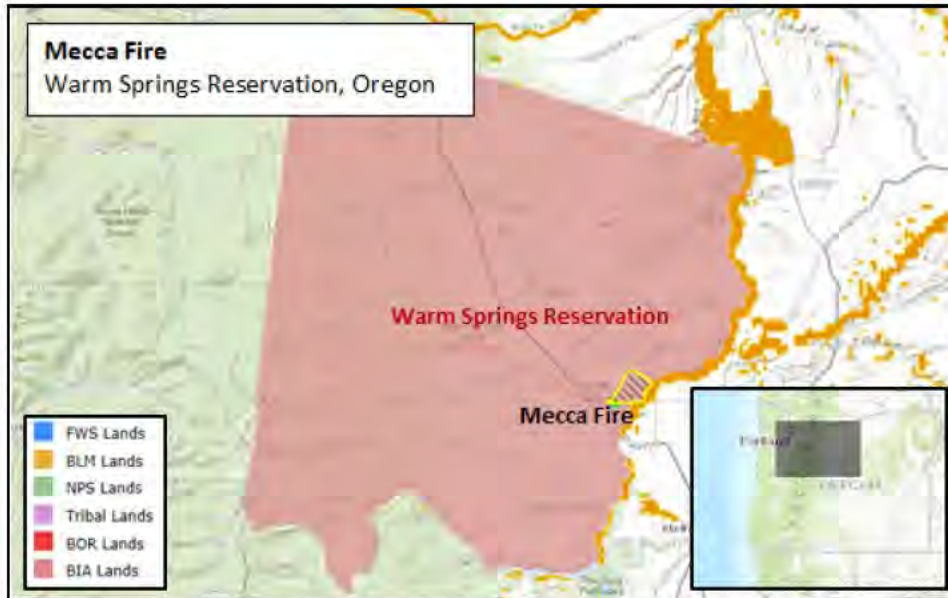 Mecca Fire
Warm Springs Reservation, Oregon
Warm Springs Reservation
Mecca Fire
FWS Lands
BLM Lands
NPS Lands
Tribal Lands
BOR Lands
BIA Lands
Portland